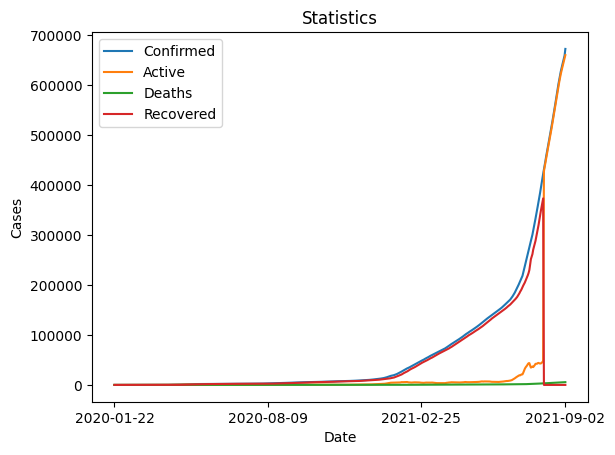 Statistics
Confirmed
Active
Deaths
Recovered
Cases
700000
600000
500000
400000
300000
200000
100000
0
2020-01-22 2020-08-09 2021-02-25 2021-09-02
Date